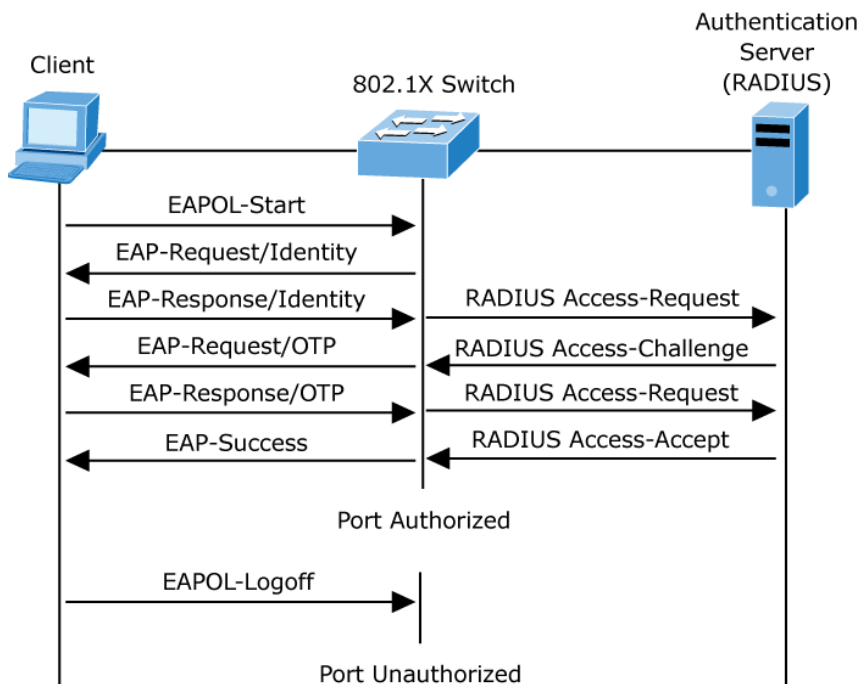 Authentication
Server
(RADIUS)
Client
802.1X Switch
EAPOL-Start
EAP-Request/Identity
EAP-Response/Identity
RADIUS Access-Request
EAP-Request/OTP
RADIUS Access-Challenge
EAP-Response/OTP
RADIUS Access-Request
EAP-Success
RADIUS Access-Accept
Port Authorized
EAPOL-Logoff
Port Unauthorized